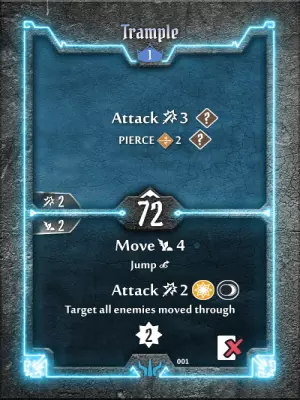 Trample
1
Attack 3 ?
PIERCE 2 ?
2
72
2
Move 4
Jump
Attack 2
Target all enemies moved through
2
001